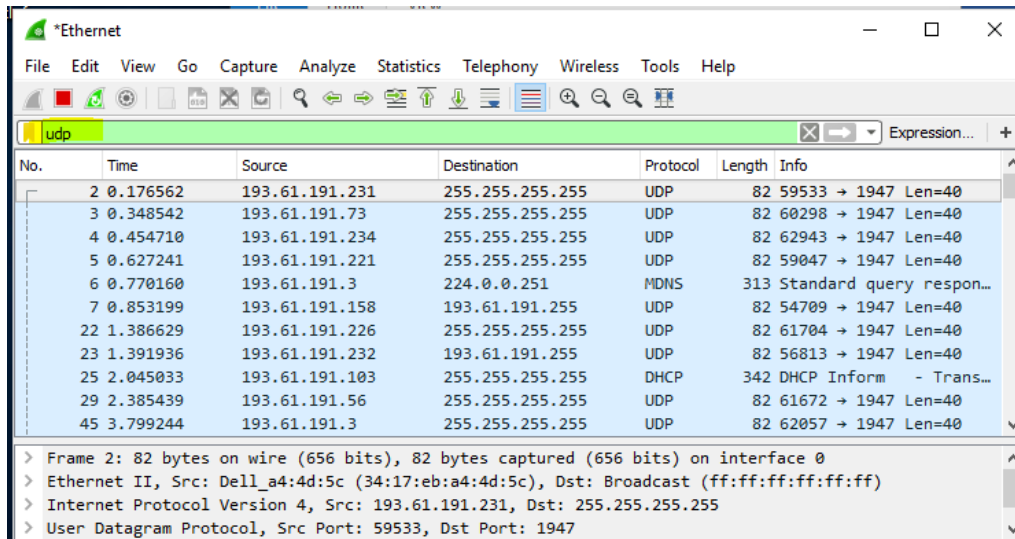 *Ethernet
File Edit View Go Capture Analyze Statistics Telephony Wireless Tools Help
udp Expression... +
No. Time Source Destination Protocol Length Info
2 0.176562 193.61.191.231 255.255.255.255 UDP 82 59533 → 1947 Len=40
3 0.348542 193.61.191.73 255.255.255.255 UDP 82 60298 → 1947 Len=40
4 0.454710 193.61.191.234 255.255.255.255 UDP 82 62943 → 1947 Len=40
5 0.627241 193.61.191.221 255.255.255.255 UDP 82 59047 → 1947 Len=40
6 0.770160 193.61.191.3 224.0.0.251 MDNS 313 Standard query respon...
7 0.853199 193.61.191.158 193.61.191.255 UDP 82 54709 → 1947 Len=40
22 1.386629 193.61.191.226 255.255.255.255 UDP 82 61704 → 1947 Len=40
23 1.391936 193.61.191.232 193.61.191.255 UDP 82 56813 → 1947 Len=40
25 2.045033 193.61.191.103 255.255.255.255 DHCP 342 DHCP Inform - Trans...
29 2.385439 193.61.191.56 255.255.255.255 UDP 82 61672 → 1947 Len=40
45 3.799244 193.61.191.3 255.255.255.255 UDP 82 62057 → 1947 Len=40
> Frame 2: 82 bytes on wire (656 bits), 82 bytes captured (656 bits) on interface 0
> Ethernet II, Src: Dell_a4:4d:5c (34:17:eb:a4:4d:5c), Dst: Broadcast (ff:ff:ff:ff:ff:ff)
> Internet Protocol Version 4, Src: 193.61.191.231, Dst: 255.255.255.255
> User Datagram Protocol, Src Port: 59533, Dst Port: 1947